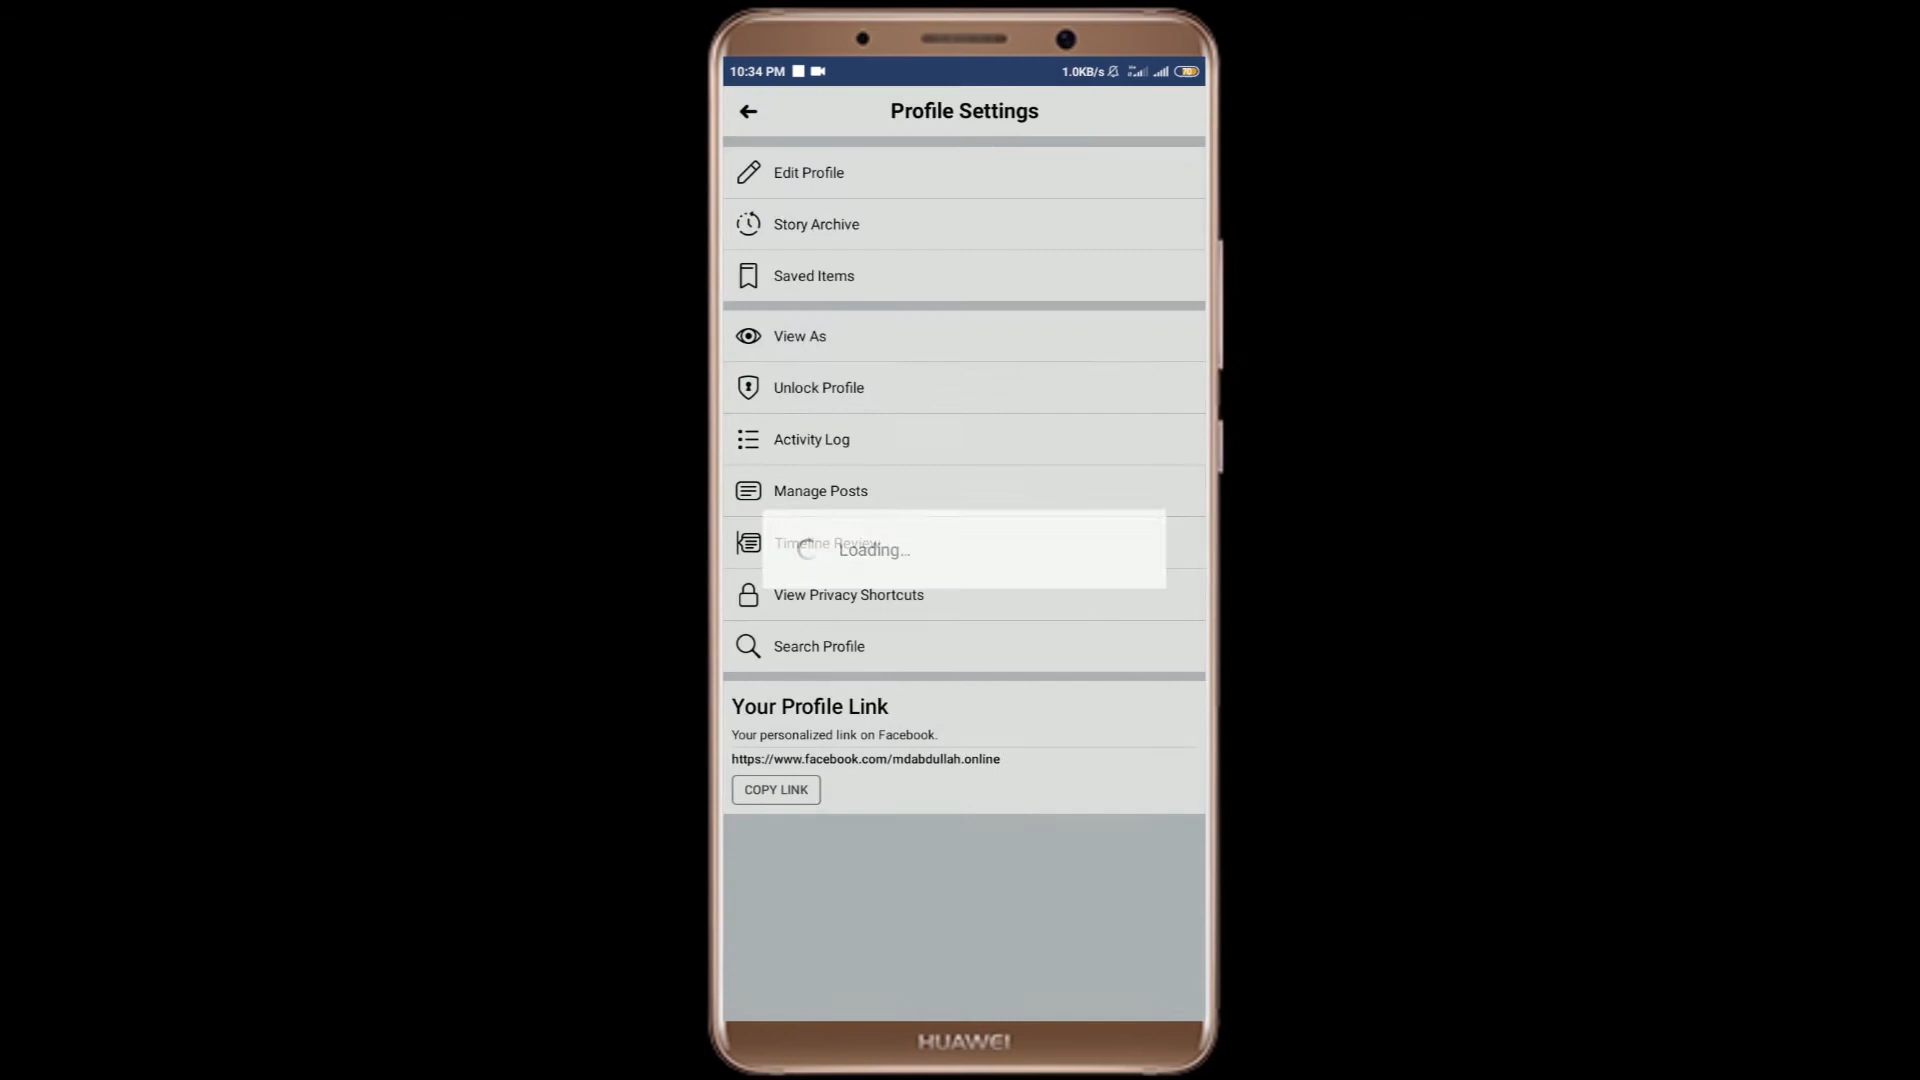 10:34 PM
1.0KB/s
70
Profile Settings
Edit Profile
Story Archive
Saved Items
View As
Unlock Profile
Activity Log
Manage Posts
Timeline Review
Loading...
View Privacy Shortcuts
Search Profile
Your Profile Link
Your personalized link on Facebook.
https://www.facebook.com/mdabdullah.online
COPY LINK
HUAWEI